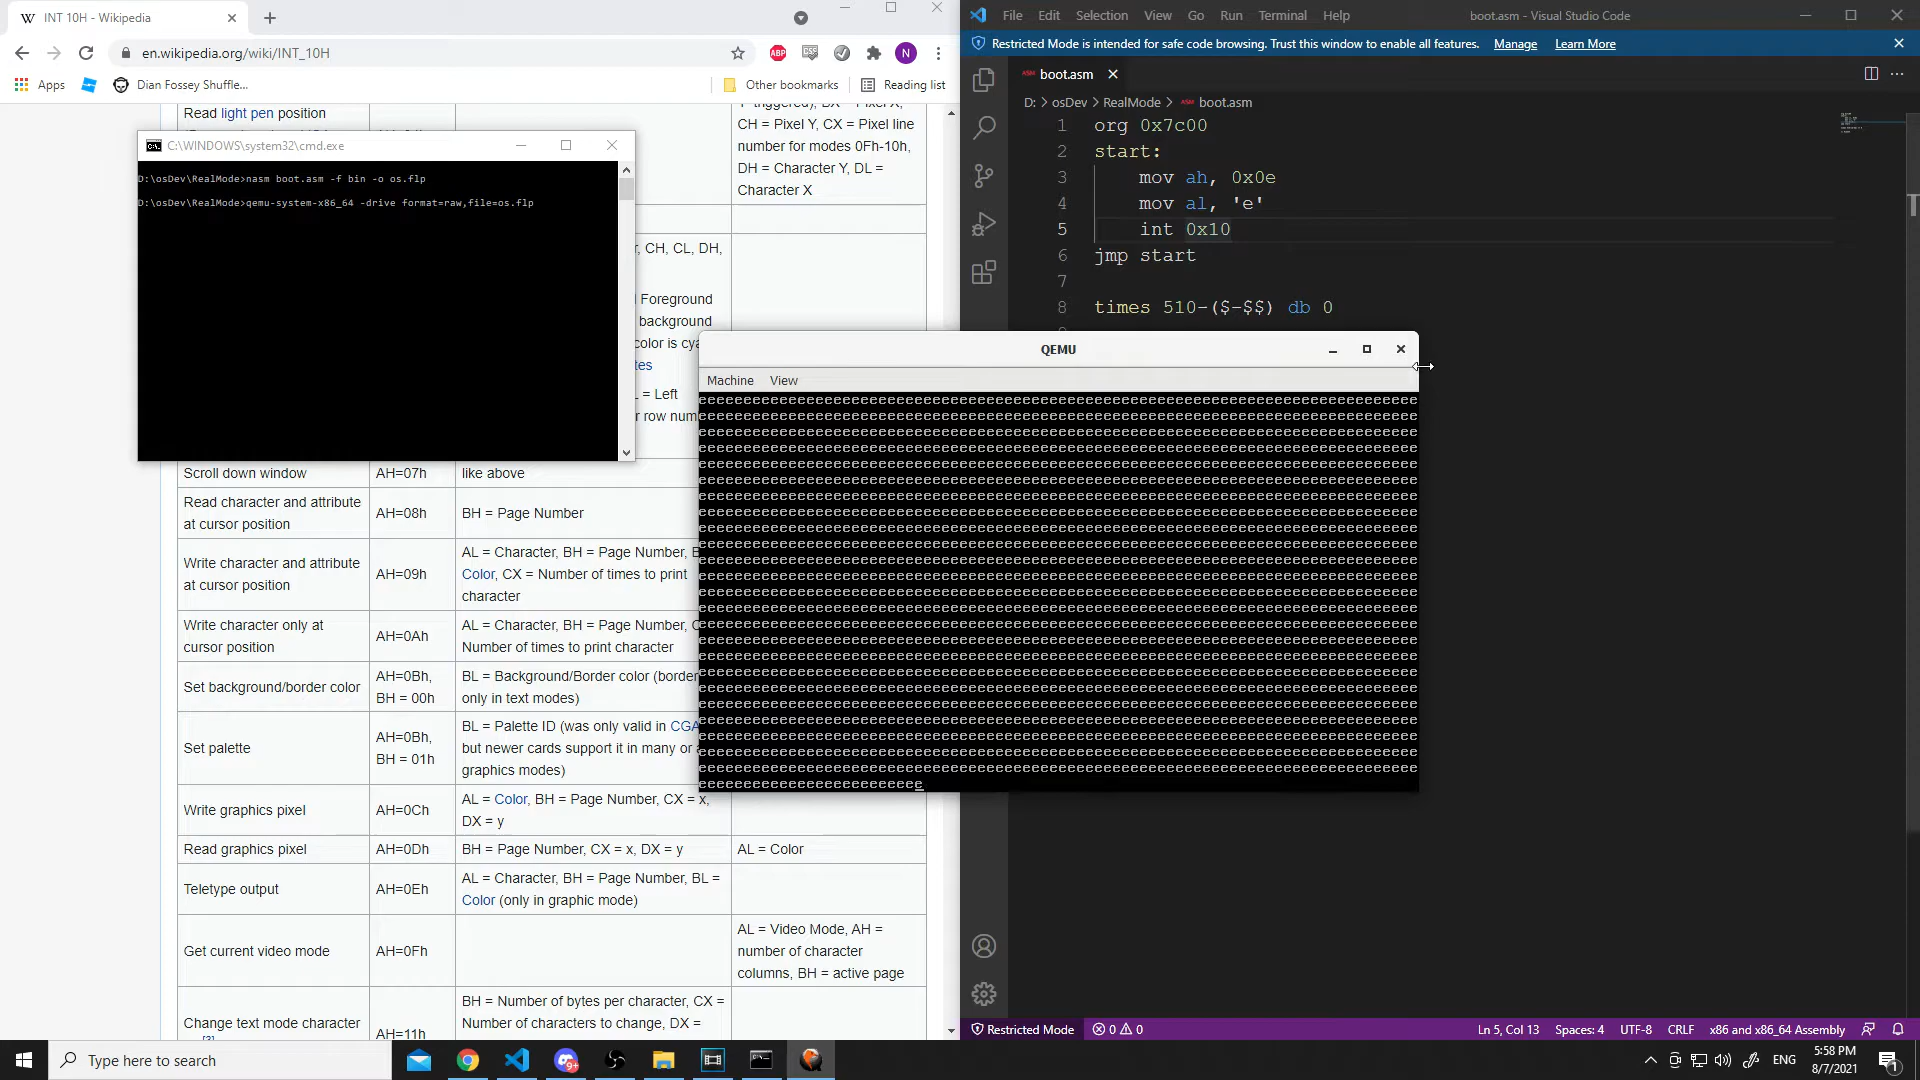 INT 10H - Wikipedia
en.wikipedia.org/wiki/INT_10H
ABP
N
Apps
Dian Fossey Shuffle...
Other bookmarks
Reading list
Read light pen position
CH = Pixel Y, CX = Pixel line
number for modes 0Fh-10h,
DH = Character Y, DL =
Character X
, CH, CL, DH,
Foreground
background
color is cya
tes
= Left
r row num
Scroll down window
AH=07h
like above
Read character and attribute
at cursor position
AH=08h
BH = Page Number
Write character and attribute
at cursor position
AH=09h
AL = Character, BH = Page Number, B
Color, CX = Number of times to print
character
Write character only at
cursor position
AH=0Ah
AL = Character, BH = Page Number, C
Number of times to print character
Set background/border color
AH=0Bh,
BH = 00h
BL = Background/Border color (border
only in text modes)
Set palette
AH=0Bh,
BH = 01h
BL = Palette ID (was only valid in CGA
but newer cards support it in many or a
graphics modes)
Write graphics pixel
AH=0Ch
AL = Color, BH = Page Number, CX = x,
DX = y
Read graphics pixel
AH=0Dh
BH = Page Number, CX = x, DX = y
AL = Color
Teletype output
AH=0Eh
AL = Character, BH = Page Number, BL =
Color (only in graphic mode)
Get current video mode
AH=0Fh
AL = Video Mode, AH =
number of character
columns, BH = active page
Change text mode character
AH=11h
BH = Number of bytes per character, CX =
Number of characters to change, DX =
C:\WINDOWS\system32\cmd.exe
D:\osDev\RealMode>nasm boot.asm -f bin -o os.flp
D:\osDev\RealMode>qemu-system-x86_64 -drive format=raw,file=os.flp
File Edit Selection View Go Run Terminal Help
boot.asm - Visual Studio Code
Restricted Mode is intended for safe code browsing. Trust this window to enable all features. Manage Learn More
boot.asm
D: > osDev > RealMode > boot.asm
1 org 0x7c00
2 start:
3 mov ah, 0x0e
4 mov al, 'e'
5 int 0x10
6 jmp start
7
8 times 510-($-$$) db 0
QEMU
Machine View
Restricted Mode
0 0
Ln 5, Col 13 Spaces: 4 UTF-8 CRLF x86 and x86_64 Assembly
Type here to search
9+
ENG
5:58 PM
8/7/2021
1